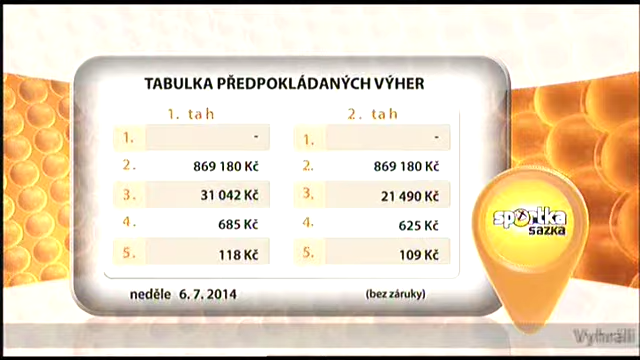 TABULKA PŘEDPOKLÁDANÝCH VÝHER
1. tah 2. tah
1. - 1. -
2. 869 180 Kč 2. 869 180 Kč
3. 31 042 Kč 3. 21 490 Kč
4. 685 Kč 4. 625 Kč
5. 118 Kč 5. 109 Kč
sportka
sazka
neděle 6. 7. 2014 (bez záruky)
Vyhráli